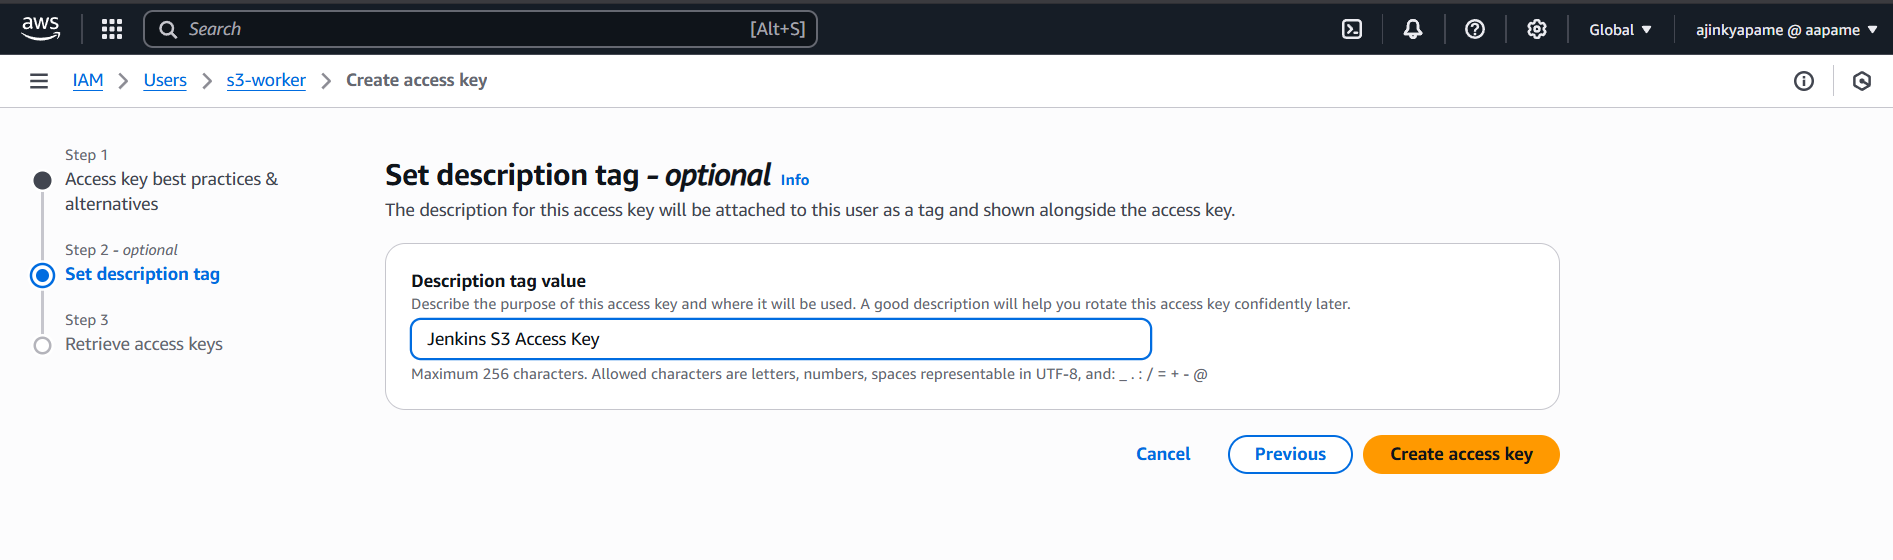 aws
Search [Alt+S]
Global ▼
ajinkyapame @ aapame ▼
IAM > Users > s3-worker > Create access key
Step 1
Access key best practices &
alternatives
Step 2 - optional
Set description tag
Step 3
Retrieve access keys
Set description tag - optional Info
The description for this access key will be attached to this user as a tag and shown alongside the access key.
Description tag value
Describe the purpose of this access key and where it will be used. A good description will help you rotate this access key confidently later.
Jenkins S3 Access Key
Maximum 256 characters. Allowed characters are letters, numbers, spaces representable in UTF-8, and: _ . : / = + - @
Cancel
Previous
Create access key